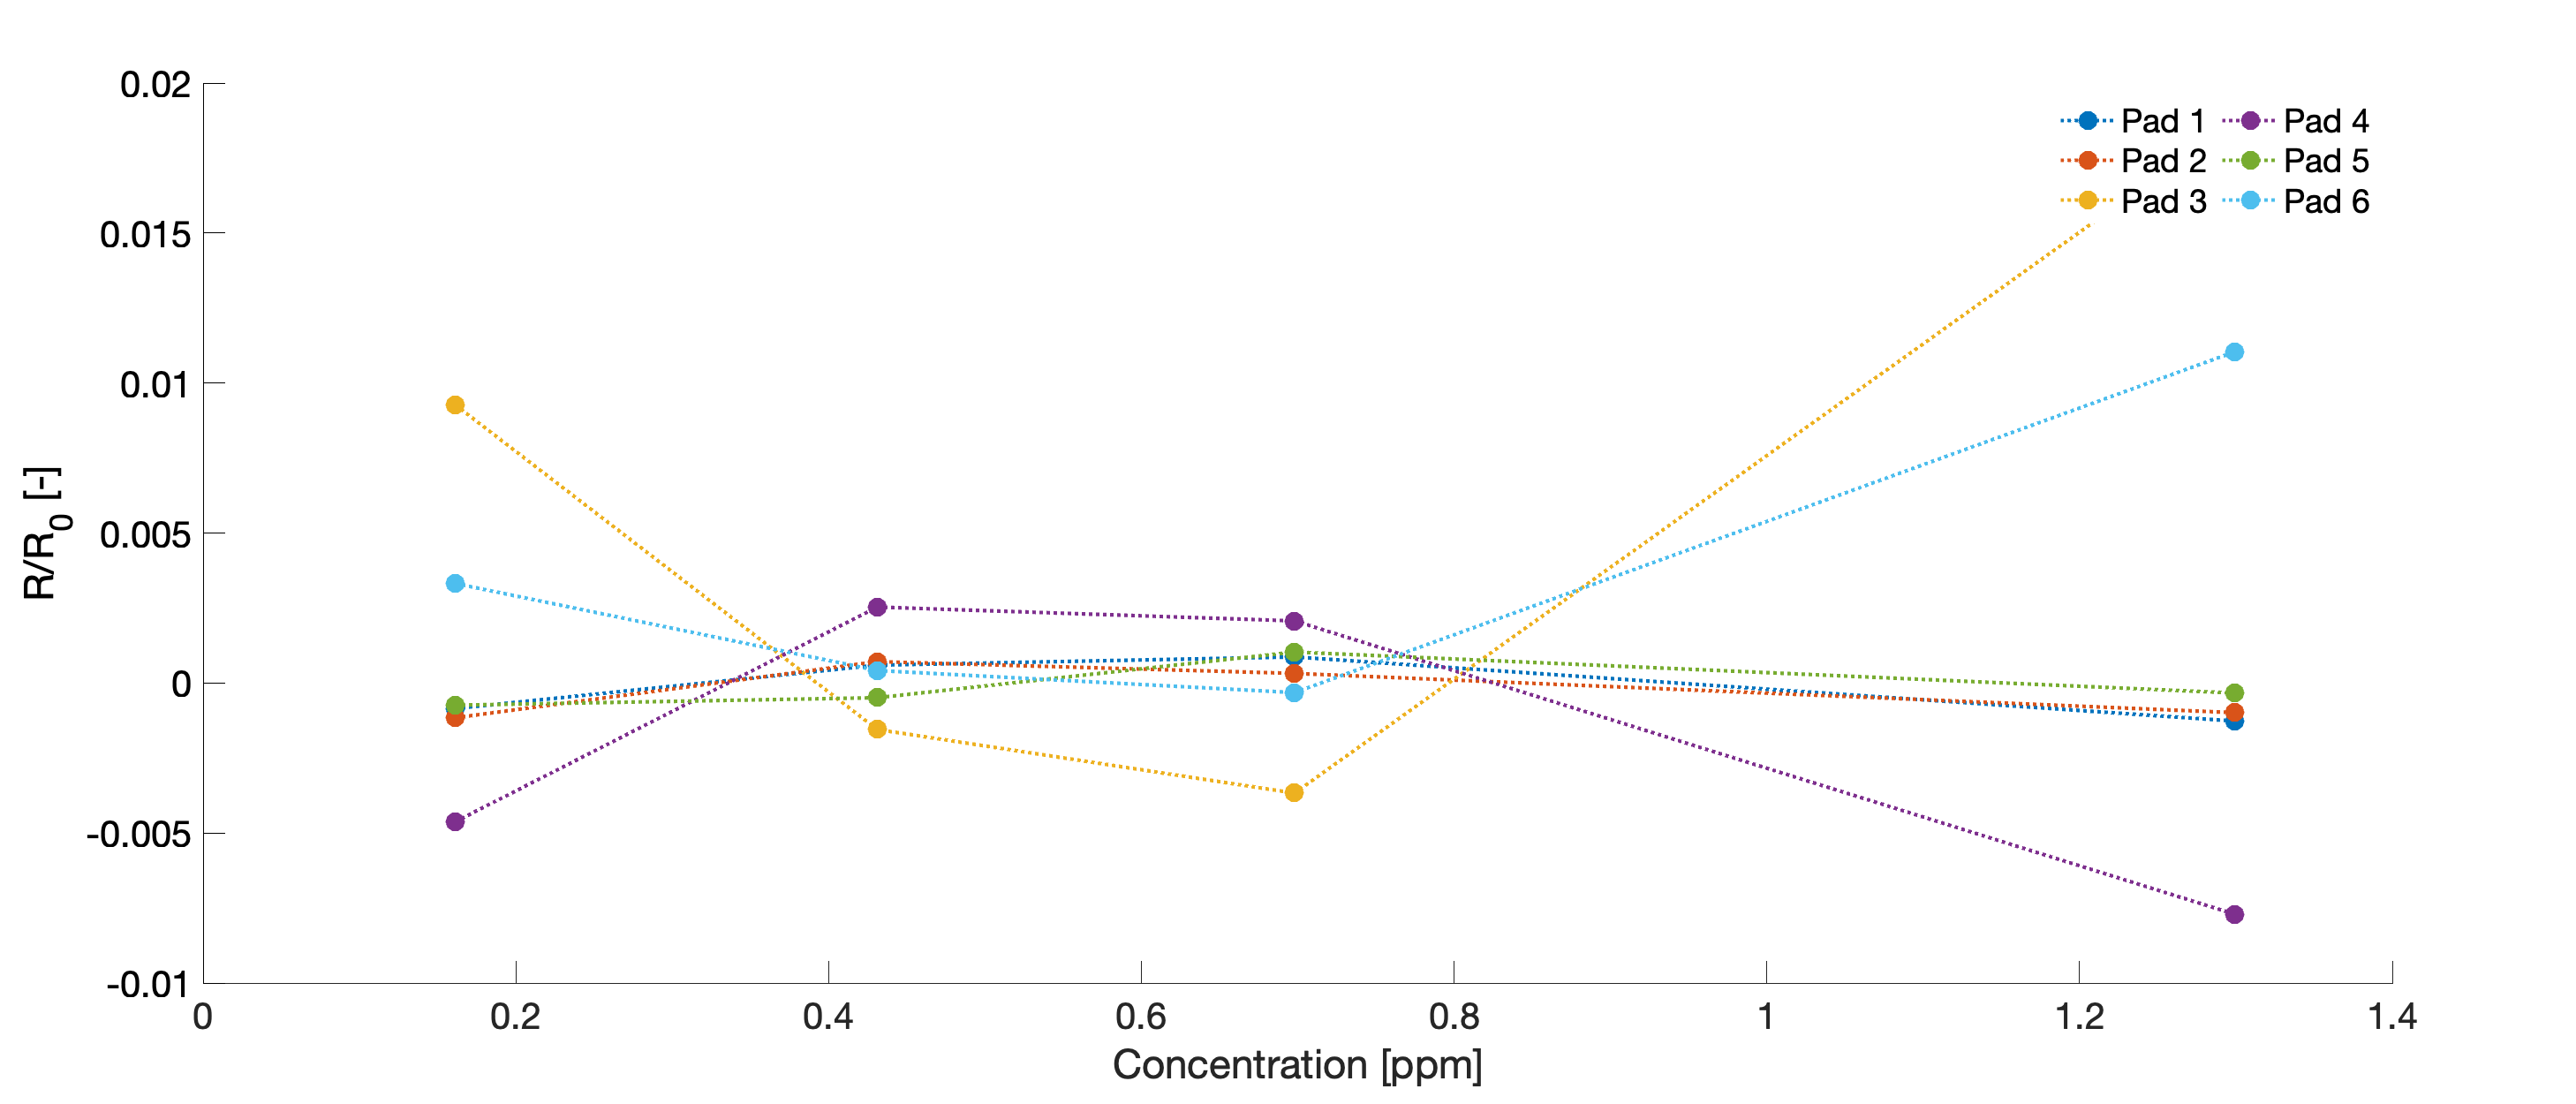 0.02
0.015
0.01
0.005
0
-0.005
-0.01
R/R0 [-]
Pad 1 Pad 4
Pad 2 Pad 5
Pad 3 Pad 6
0 0.2 0.4 0.6 0.8 1 1.2 1.4
Concentration [ppm]